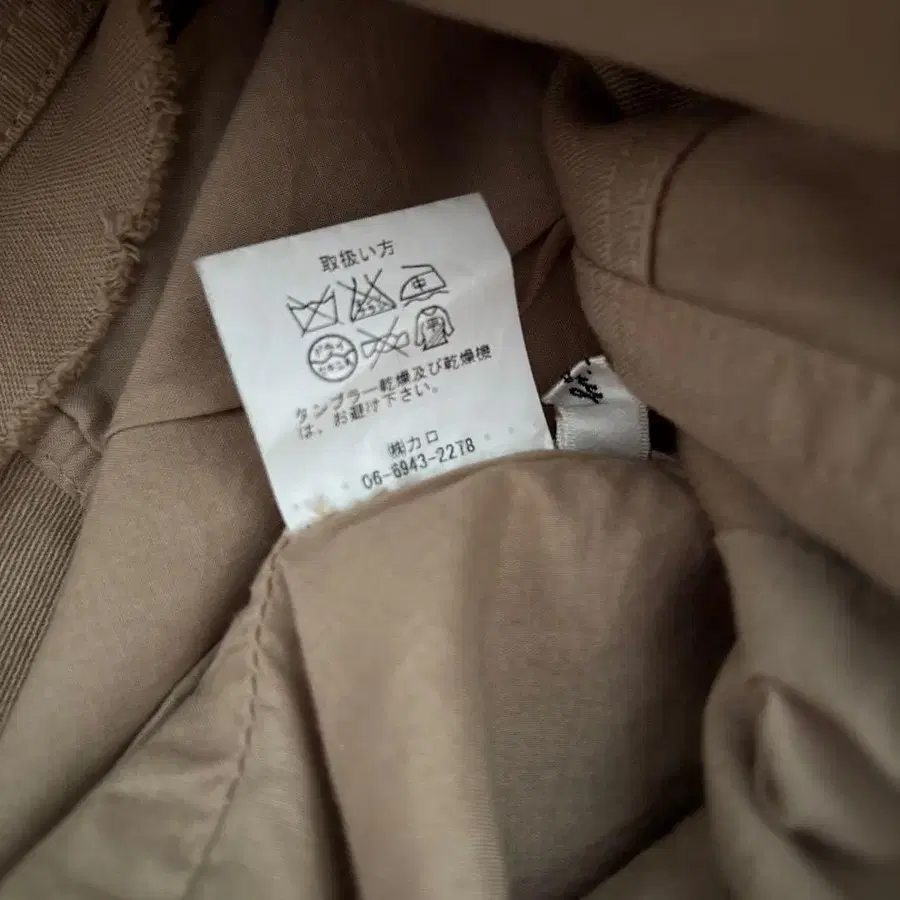 取扱い方
中
タンブラー乾燥及び乾燥機
は、お避け下さい。
㈱カロ
06-6943-2278